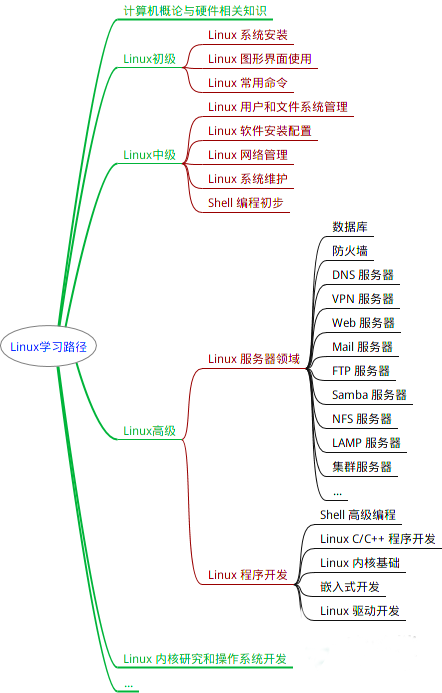 计算机概论与硬件相关知识
Linux初级
Linux 系统安装
Linux 图形界面使用
Linux 常用命令
Linux中级
Linux 用户和文件系统管理
Linux 软件安装配置
Linux 网络管理
Linux 系统维护
Shell 编程初步
Linux学习路径
Linux高级
Linux 服务器领域
数据库
防火墙
DNS 服务器
VPN 服务器
Web 服务器
Mail 服务器
FTP 服务器
Samba 服务器
NFS 服务器
LAMP 服务器
集群服务器
...
Linux 程序开发
Shell 高级编程
Linux C/C++ 程序开发
Linux 内核基础
嵌入式开发
Linux 驱动开发
Linux 内核研究和操作系统开发
...